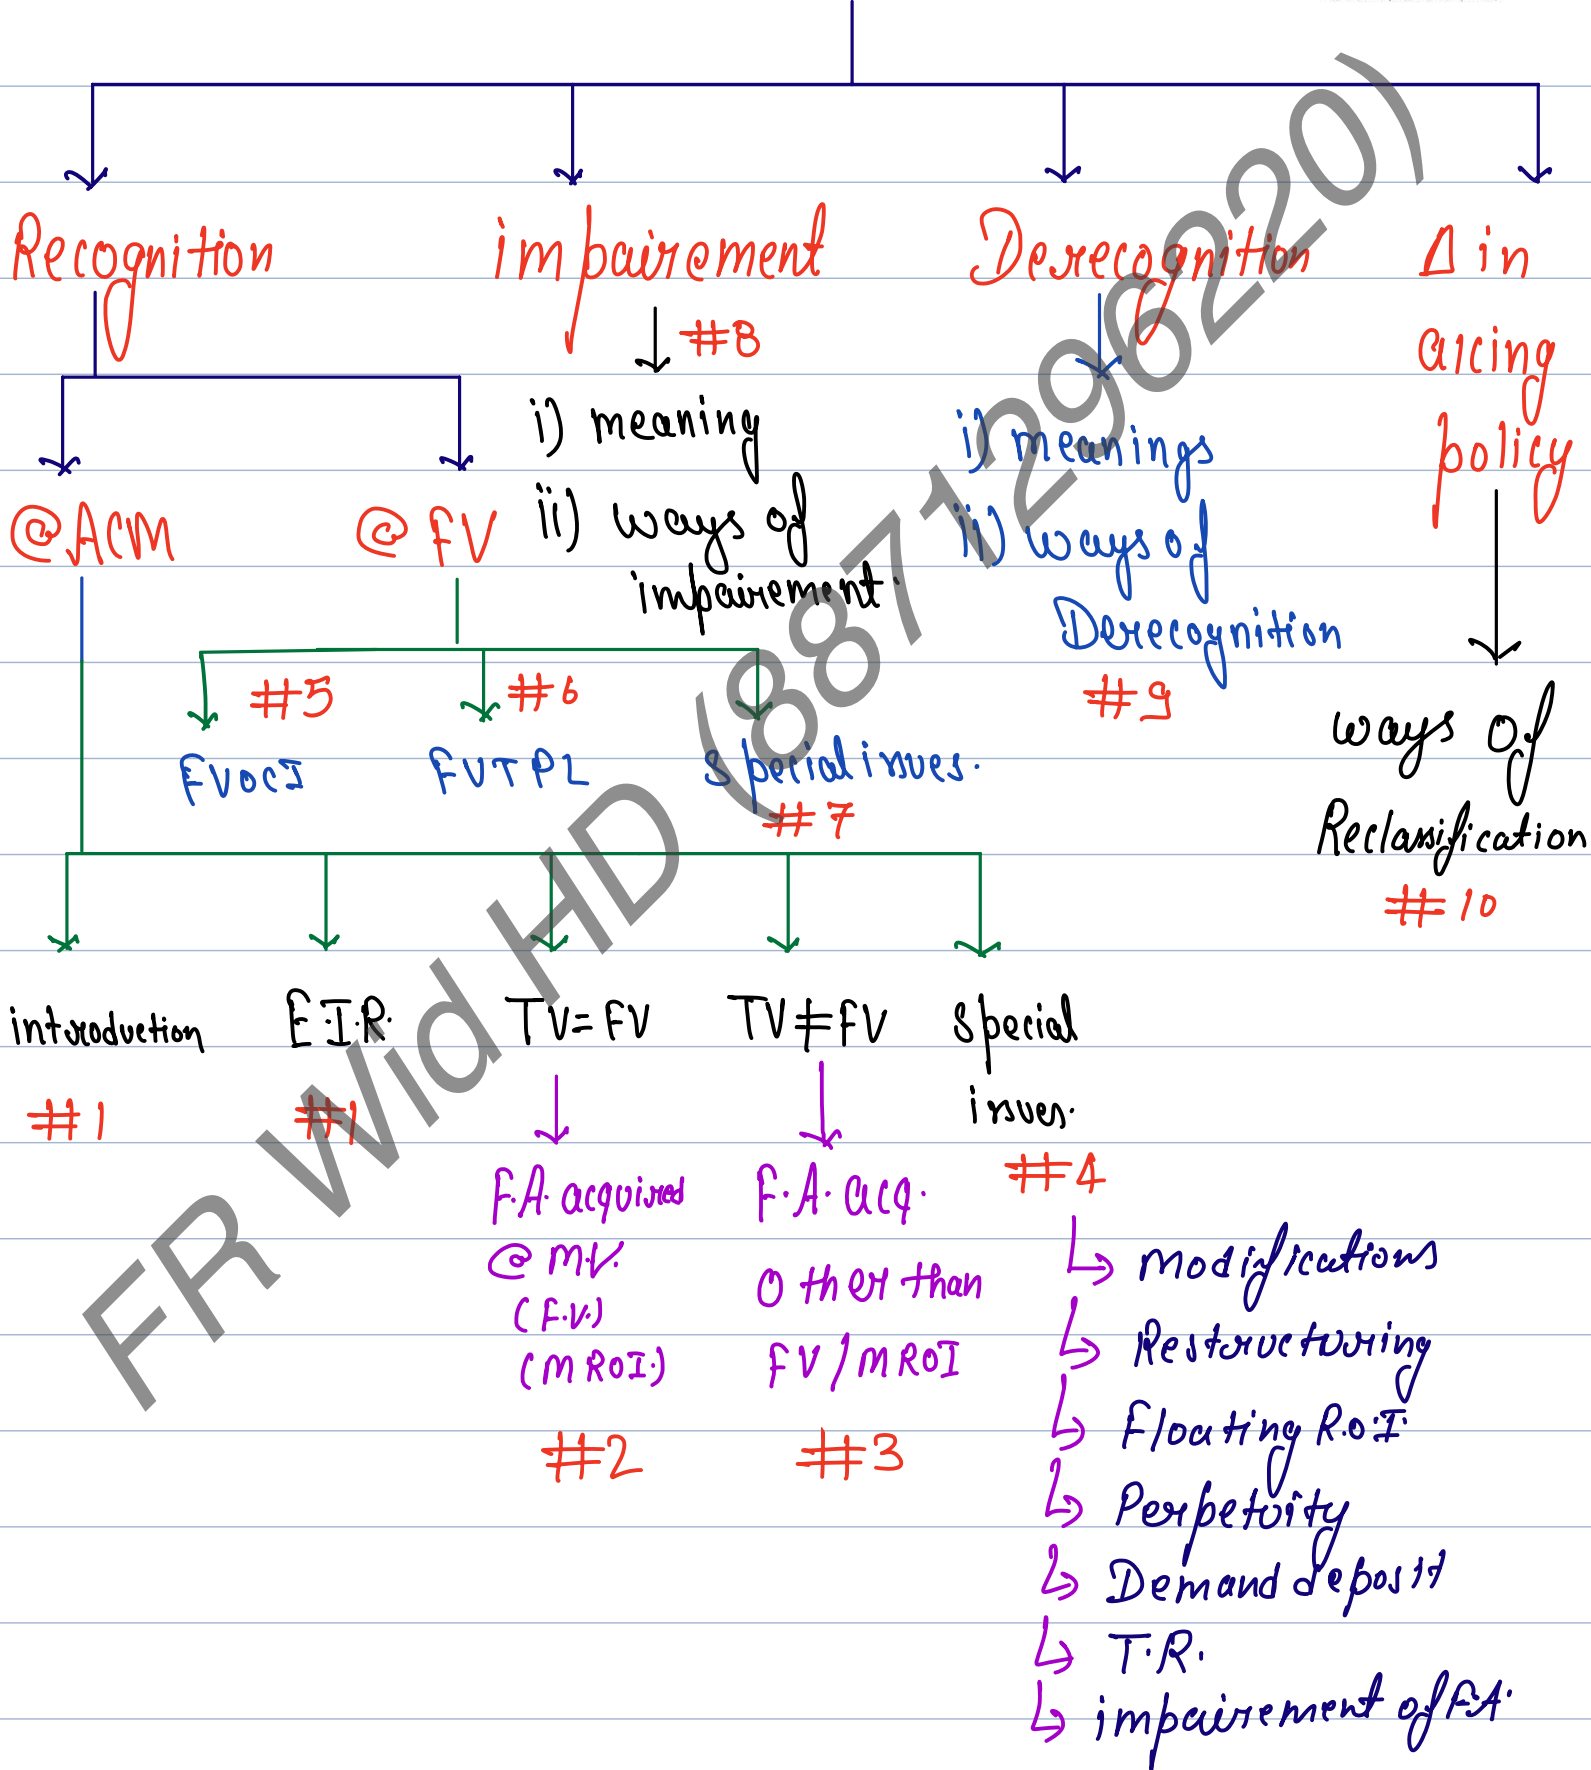 Recognition
impairement
Derecognition
Δ in
a/cing
policy
#8
i) meaning
ii) ways of
impairement
i) meanings
ii) ways of
Derecognition
#9
ways of
Reclassification
#10
@ACM
@FV
#5
FVOCI
#6
FVTPL
Special issues.
#7
introduction
#1
E.I.R.
#1
TV=FV
F.A. acquired
@ M.V.
(F.V.)
(MROI.)
#2
TV≠FV
F.A. acq.
Other than
FV/MROI
#3
Special
issues.
#4
Modifications
Restructuring
Floating R.O.I.
Perpetuity
Demand deposit
T.R.
impairement of F.A.
FR Wid HD (8871296220)